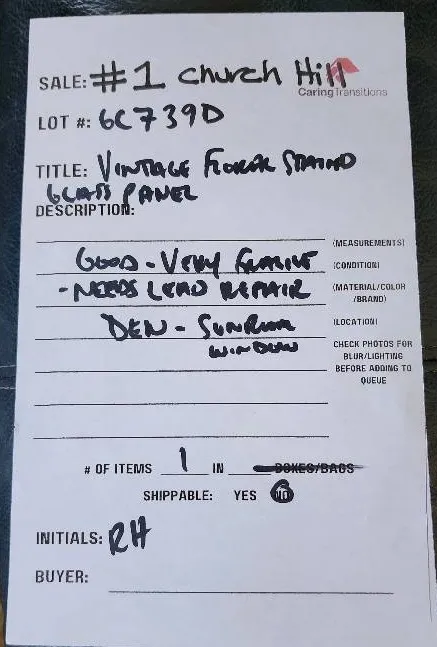 SALE: #1 Church Hill
CaringTransitions
LOT #: 6C739D
TITLE: VINTAGE FLORAL STAINED
GLASS PANEL
DESCRIPTION:
(MEASUREMENTS)
GOOD - VERY FRAGILE (CONDITION)
- NEEDS LEAD REPAIR (MATERIAL/COLOR
/BRAND)
DEN - SUNROOM (LOCATION)
WINDOW CHECK PHOTOS FOR
BLUR/LIGHTING
BEFORE ADDING TO
QUEUE
# OF ITEMS 1 IN BOXES/BAGS
SHIPPABLE: YES NO
INITIALS: RH
BUYER: